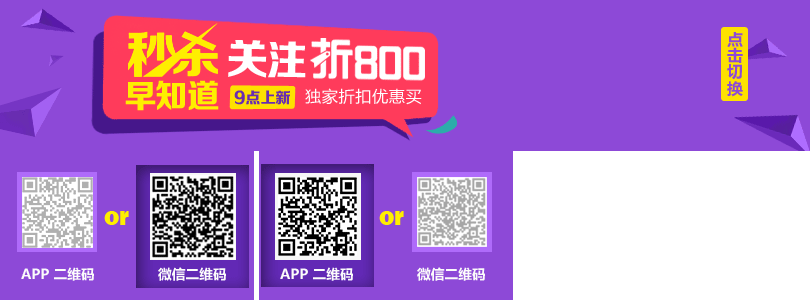 秒杀
早知道
关注折800
9点上新 独家折扣优惠买
点击切换
or
APP 二维码
微信二维码
or
APP 二维码
微信二维码